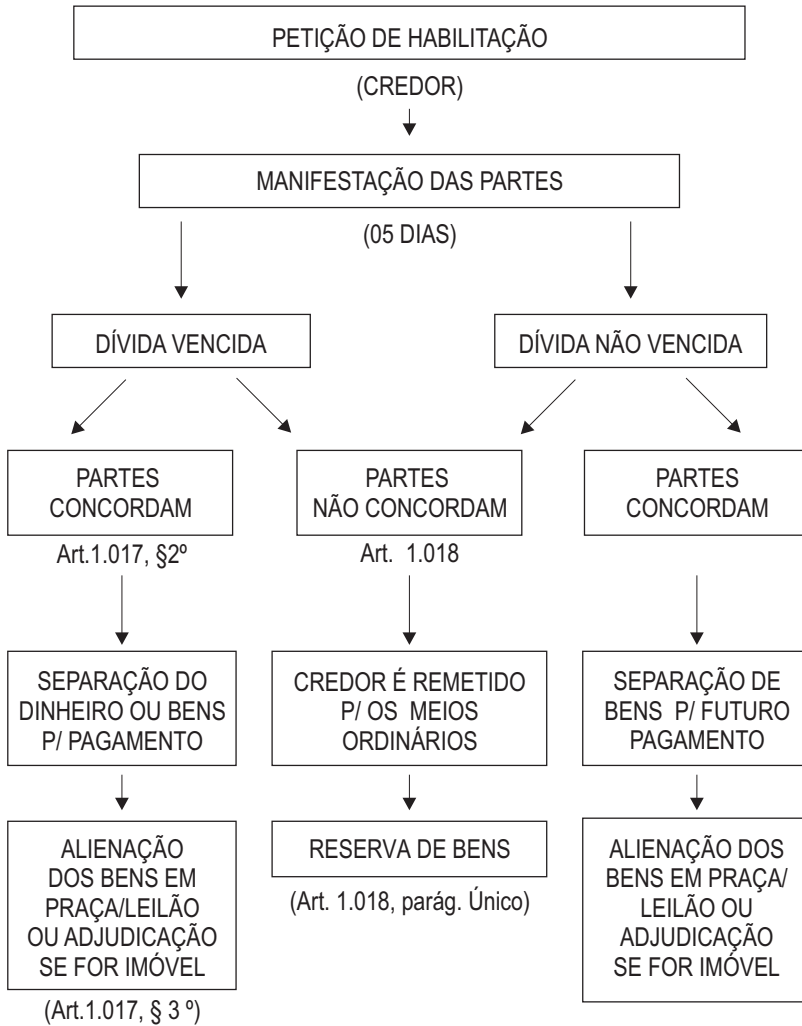 PETIÇÃO DE HABILITAÇÃO
(CREDOR)
MANIFESTAÇÃO DAS PARTES
(05 DIAS)
DÍVIDA VENCIDA
DÍVIDA NÃO VENCIDA
PARTES
CONCORDAM
Art.1.017, §2º
PARTES
NÃO CONCORDAM
Art. 1.018
PARTES
CONCORDAM
SEPARAÇÃO DO
DINHEIRO OU BENS
P/ PAGAMENTO
CREDOR É REMETIDO
P/ OS MEIOS
ORDINÁRIOS
SEPARAÇÃO DE
BENS P/ FUTURO
PAGAMENTO
ALIENAÇÃO
DOS BENS EM
PRAÇA/LEILÃO
OU ADJUDICAÇÃO
SE FOR IMÓVEL
(Art.1.017, § 3 º)
RESERVA DE BENS
(Art. 1.018, parág. Único)
ALIENAÇÃO DOS
BENS EM PRAÇA/
LEILÃO OU
ADJUDICAÇÃO
SE FOR IMÓVEL